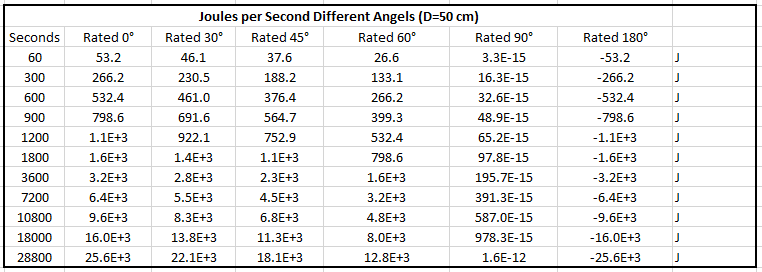 Joules per Second Different Angels (D=50 cm)
Seconds Rated 0° Rated 30° Rated 45° Rated 60° Rated 90° Rated 180°
60 53.2 46.1 37.6 26.6 3.3E-15 -53.2 J
300 266.2 230.5 188.2 133.1 16.3E-15 -266.2 J
600 532.4 461.0 376.4 266.2 32.6E-15 -532.4 J
900 798.6 691.6 564.7 399.3 48.9E-15 -798.6 J
1200 1.1E+3 922.1 752.9 532.4 65.2E-15 -1.1E+3 J
1800 1.6E+3 1.4E+3 1.1E+3 798.6 97.8E-15 -1.6E+3 J
3600 3.2E+3 2.8E+3 2.3E+3 1.6E+3 195.7E-15 -3.2E+3 J
7200 6.4E+3 5.5E+3 4.5E+3 3.2E+3 391.3E-15 -6.4E+3 J
10800 9.6E+3 8.3E+3 6.8E+3 4.8E+3 587.0E-15 -9.6E+3 J
18000 16.0E+3 13.8E+3 11.3E+3 8.0E+3 978.3E-15 -16.0E+3 J
28800 25.6E+3 22.1E+3 18.1E+3 12.8E+3 1.6E-12 -25.6E+3 J